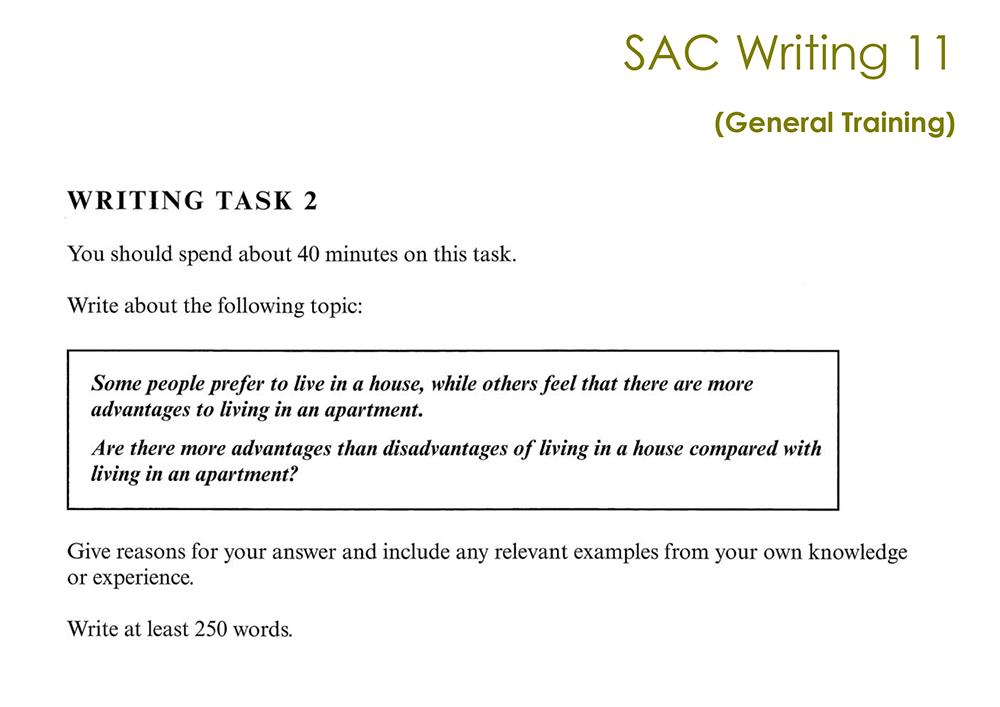 SAC Writing 11
(General Training)
WRITING TASK 2
You should spend about 40 minutes on this task.
Write about the following topic:
Some people prefer to live in a house, while others feel that there are more
advantages to living in an apartment.
Are there more advantages than disadvantages of living in a house compared with
living in an apartment?
Give reasons for your answer and include any relevant examples from your own knowledge
or experience.
Write at least 250 words.